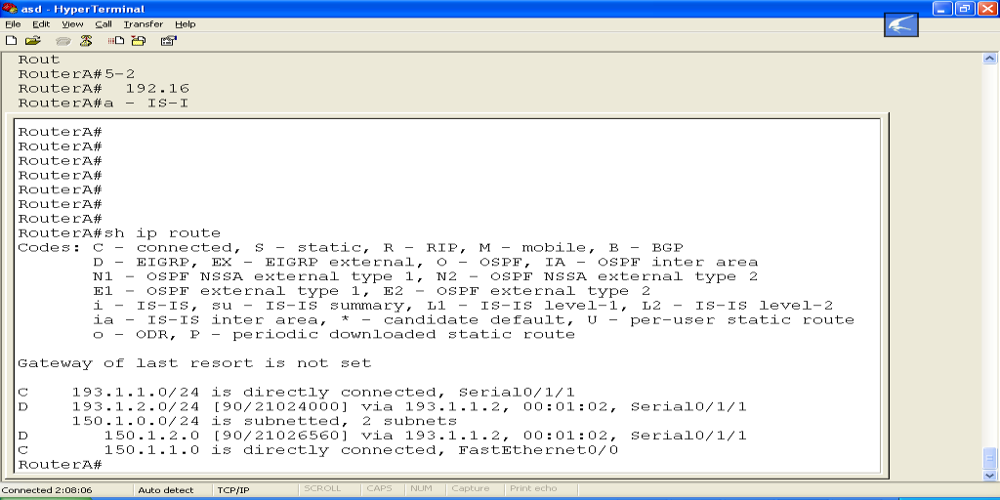 asd - HyperTerminal
File Edit View Call Transfer Help
Rout
RouterA#5-2
RouterA#  192.16
RouterA#a - IS-I
RouterA#
RouterA#
RouterA#
RouterA#
RouterA#
RouterA#
RouterA#
RouterA#sh ip route
Codes: C - connected, S - static, R - RIP, M - mobile, B - BGP
D - EIGRP, EX - EIGRP external, O - OSPF, IA - OSPF inter area
N1 - OSPF NSSA external type 1, N2 - OSPF NSSA external type 2
E1 - OSPF external type 1, E2 - OSPF external type 2
i - IS-IS, su - IS-IS summary, L1 - IS-IS level-1, L2 - IS-IS level-2
ia - IS-IS inter area, * - candidate default, U - per-user static route
o - ODR, P - periodic downloaded static route
Gateway of last resort is not set
C    193.1.1.0/24 is directly connected, Serial0/1/1
D    193.1.2.0/24 [90/21024000] via 193.1.1.2, 00:01:02, Serial0/1/1
150.1.0.0/24 is subnetted, 2 subnets
D       150.1.2.0 [90/21026560] via 193.1.1.2, 00:01:02, Serial0/1/1
C       150.1.1.0 is directly connected, FastEthernet0/0
RouterA#
Connected 2:08:06 Auto detect TCP/IP SCROLL CAPS NUM Capture Print echo